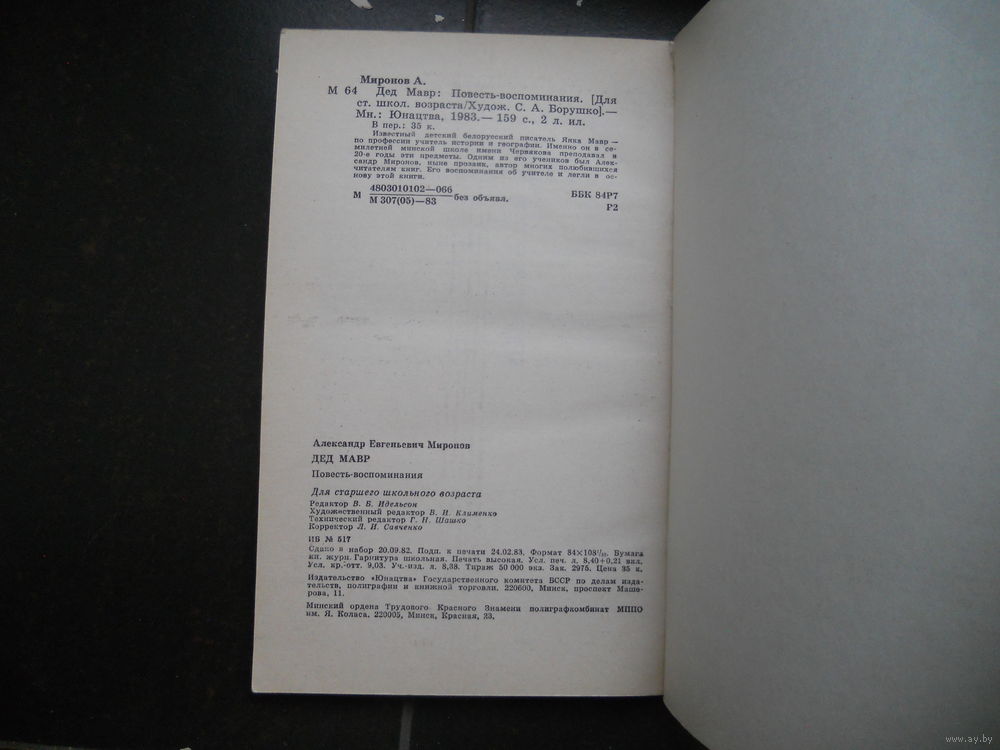 Миронов А.
М 64 Дед Мавр: Повесть-воспоминания. [Для
ст. школ. возраста/Худож. С. А. Борушко].—
Мн.: Юнацтва, 1983.— 159 с., 2 л. ил.
В пер.: 35 к.
Известный детский белорусский писатель Янка Мавр —
по профессии учитель истории и географии. Именно он в се-
милетней минской школе имени Червякова преподавал в
20-е годы эти предметы. Одним из его учеников был Алек-
сандр Миронов, ныне прозаик, автор многих полюбившихся
читателям книг. Его воспоминания об учителе и легли в ос-
нову этой книги.
4803010102—066
М М 307(05)—83 без объявл. ББК 84Р7
Р2
Александр Евгеньевич Миронов
ДЕД МАВР
Повесть-воспоминания
Для старшего школьного возраста
Редактор В. Б. Идельсон
Художественный редактор В. И. Клименко
Технический редактор Г. Н. Шашко
Корректор Л. И. Савченко
ИБ № 517
Сдано в набор 20.09.82. Подп. к печати 24.02.83. Формат 84×108¹/₃₂. Бумага
кн. журн. Гарнитура школьная. Печать высокая. Усл. печ. л. 8,40+0,21 вкл.
Усл. кр.-отт. 9,03. Уч.-изд. л. 8,38. Тираж 50 000 экз. Зак. 2975. Цена 35 к.
Издательство «Юнацтва» Государственного комитета БССР по делам изда-
тельств, полиграфии и книжной торговли. 220600, Минск, проспект Маше-
рова, 11.
Минский ордена Трудового Красного Знамени полиграфкомбинат МППО
им. Я. Коласа. 220005, Минск, Красная, 23.
www.ay.by